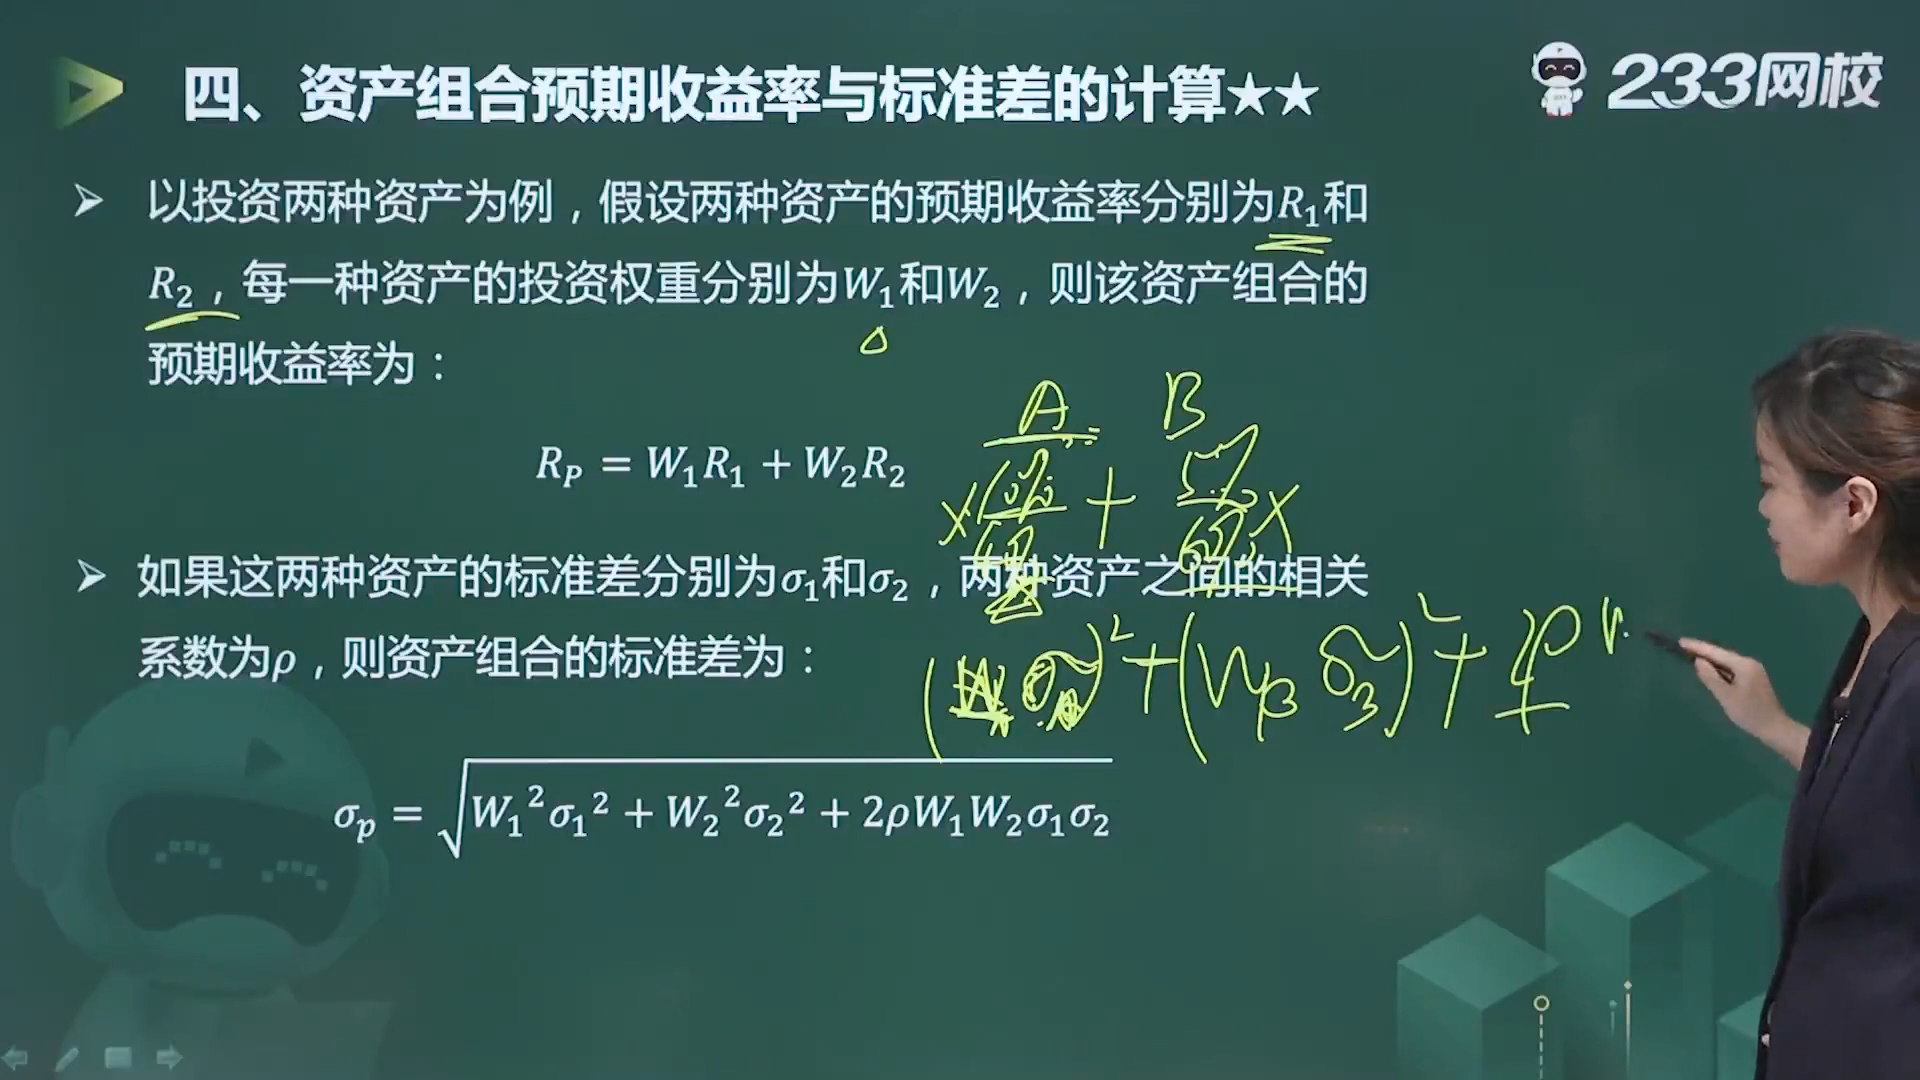 四、资产组合预期收益率与标准差的计算★★
233网校
以投资两种资产为例，假设两种资产的预期收益率分别为R₁和
R₂，每一种资产的投资权重分别为W₁和W₂，则该资产组合的
预期收益率为：
A B
R_P = W₁R₁ + W₂R₂
+ 5%
如果这两种资产的标准差分别为σ₁和σ₂，两种资产之间的相关
系数为ρ，则资产组合的标准差为：
σ_p = √(W₁²σ₁² + W₂²σ₂² + 2ρW₁W₂σ₁σ₂)